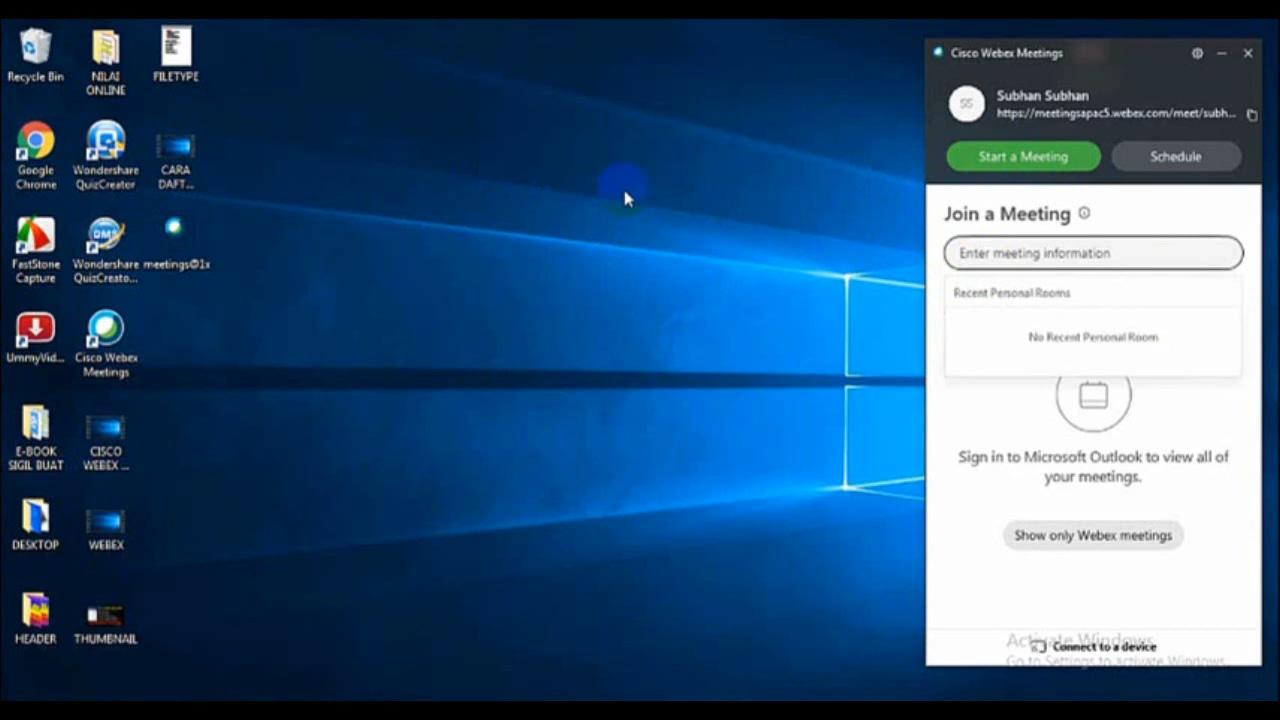 Recycle Bin
NILAI
ONLINE
FILETYPE
Google
Chrome
Wondershare
QuizCreator
CARA
DAFT...
FastStone
Capture
Wondershare
QuizCreato...
meetings@1x
UmmyVid...
Cisco Webex
Meetings
E-BOOK
SIGIL BUAT
CISCO
WEBEX ...
DESKTOP
WEBEX
HEADER
THUMBNAIL
Cisco Webex Meetings
SS
Subhan Subhan
https://meetingsapac5.webex.com/meet/subh...
Start a Meeting
Schedule
Join a Meeting
Enter meeting information
Recent Personal Rooms
No Recent Personal Room
Sign in to Microsoft Outlook to view all of
your meetings.
Show only Webex meetings
Activate Windows
Connect to a device
Go to Settings to activate Windows.